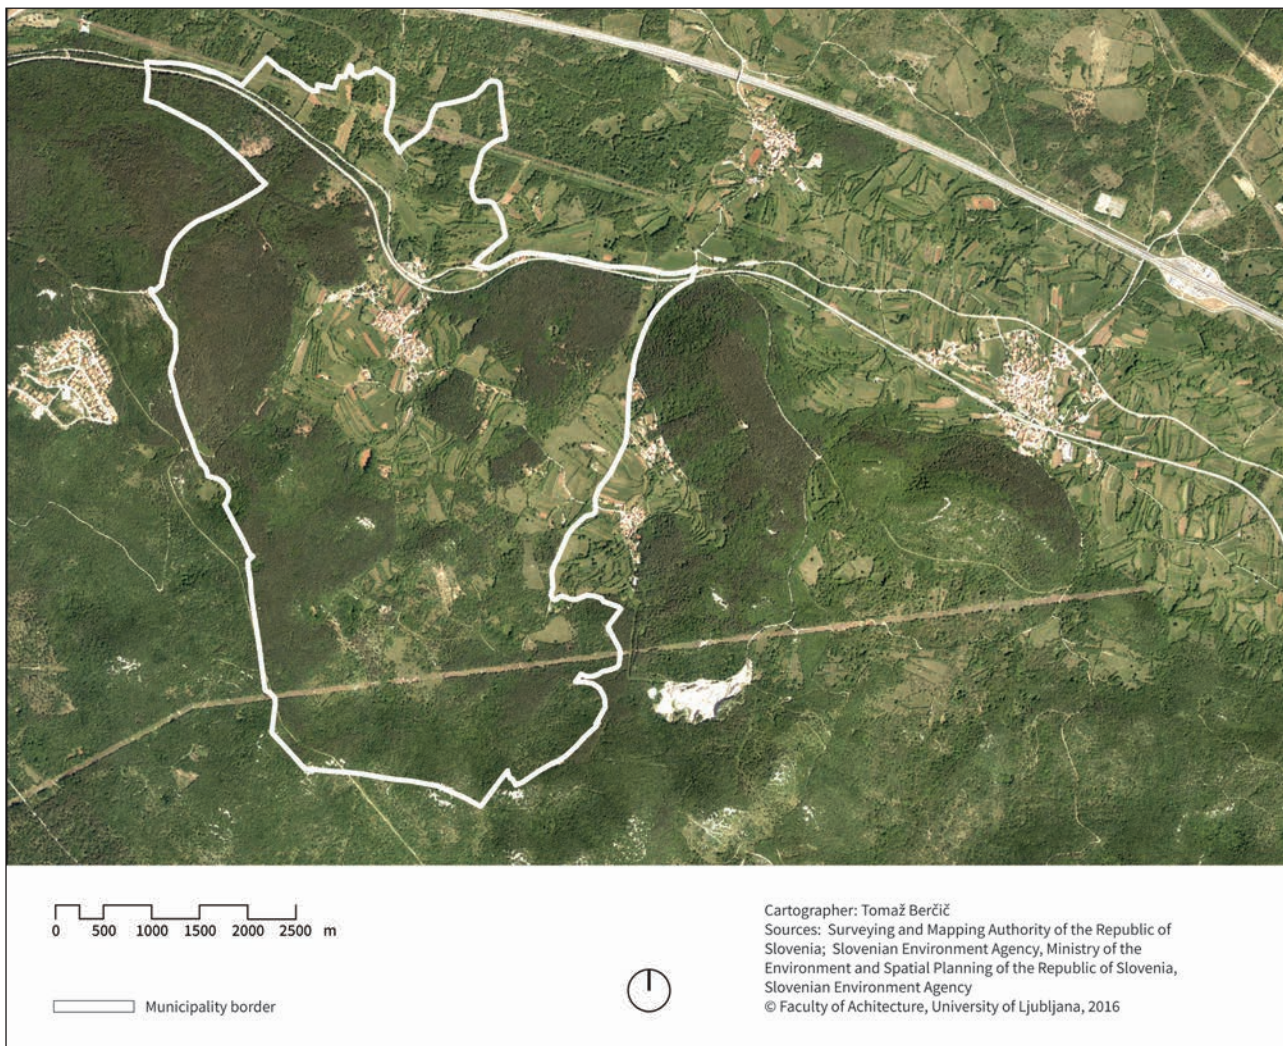 0 500 1000 1500 2000 2500 m
Municipality border
Cartographer: Tomaž Berčič
Sources: Surveying and Mapping Authority of the Republic of
Slovenia; Slovenian Environment Agency, Ministry of the
Environment and Spatial Planning of the Republic of Slovenia,
Slovenian Environment Agency
© Faculty of Achitecture, University of Ljubljana, 2016